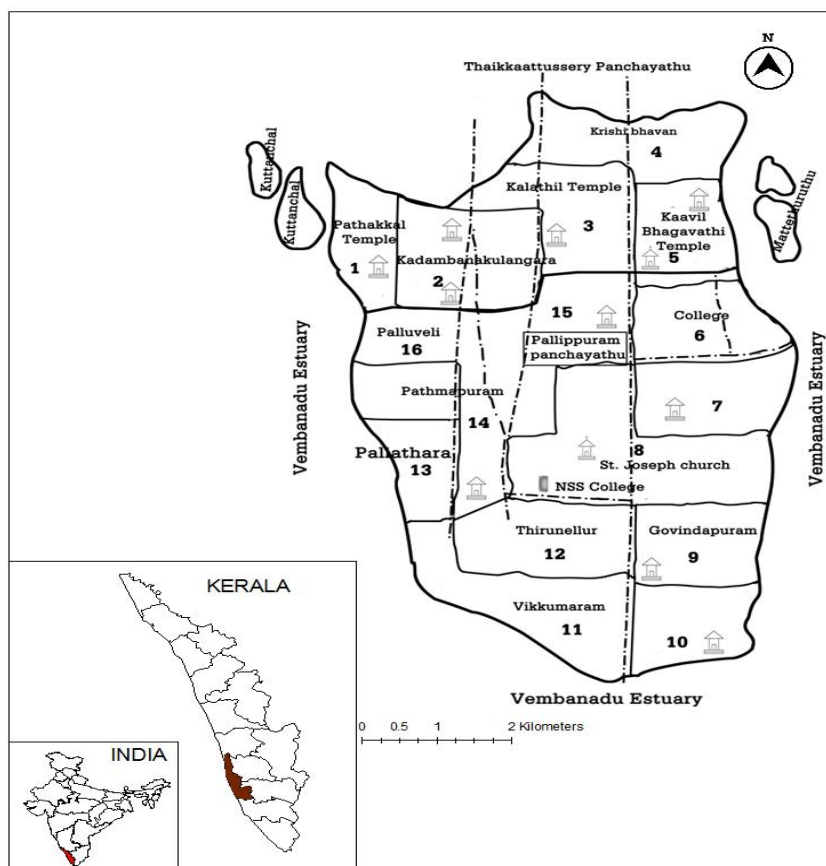 N
Thaikkaattussery Panchayathu
Krishi bhavan
4
Kuttanchal
Kuttanchal
Kalathil Temple
3
Kaavil
Bhagavathi
Temple
5
Mattethuruthu
Pathakkal
Temple
1
Kadambanakulangara
2
15
College
6
Palluveli
16
Pallippuram
panchayathu
Vembanadu Estuary
Vembanadu Estuary
Pathmapuram
14
7
Pallathara
13
8
St. Joseph church
NSS College
Thirunellur
12
Govindapuram
9
Vikkumaram
11
10
Vembanadu Estuary
0 0.5 1 2 Kilometers
KERALA
INDIA